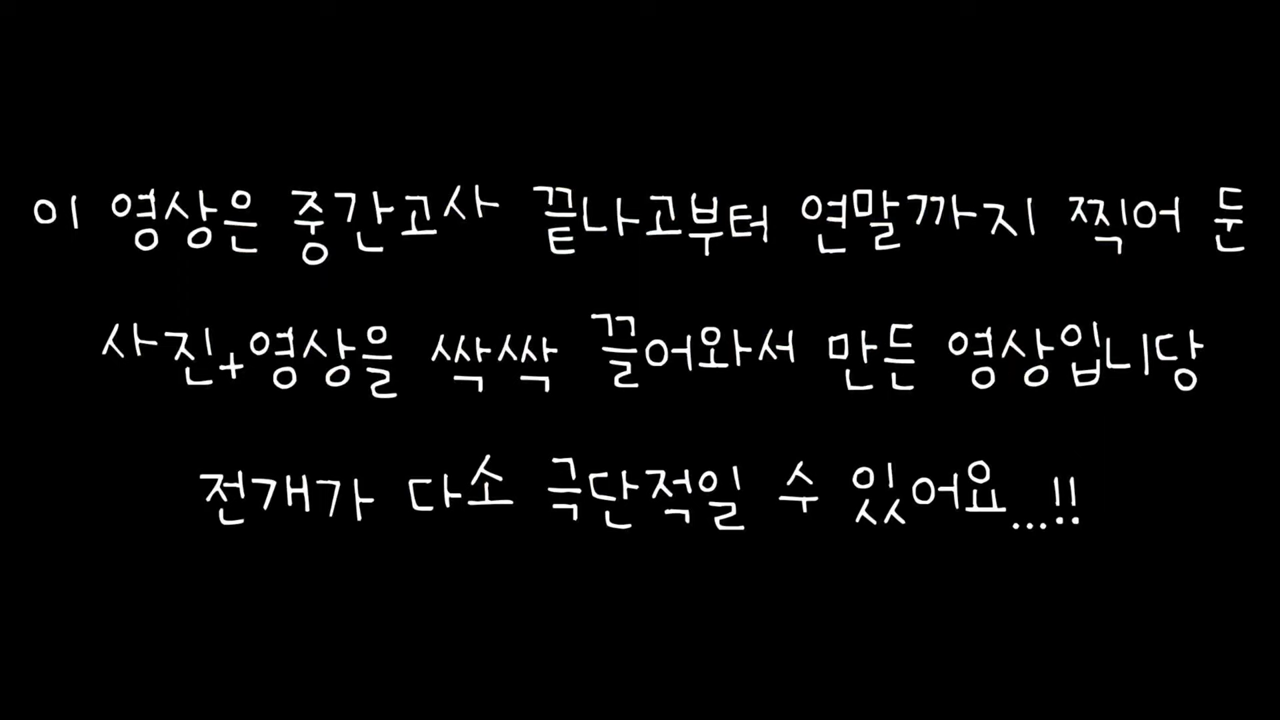 이 영상은 중간고사 끝나고부터 연말까지 찍어 둔
사진+영상을 싹싹 끌어와서 만든 영상입니당
전개가 다소 극단적일 수 있어요...!!